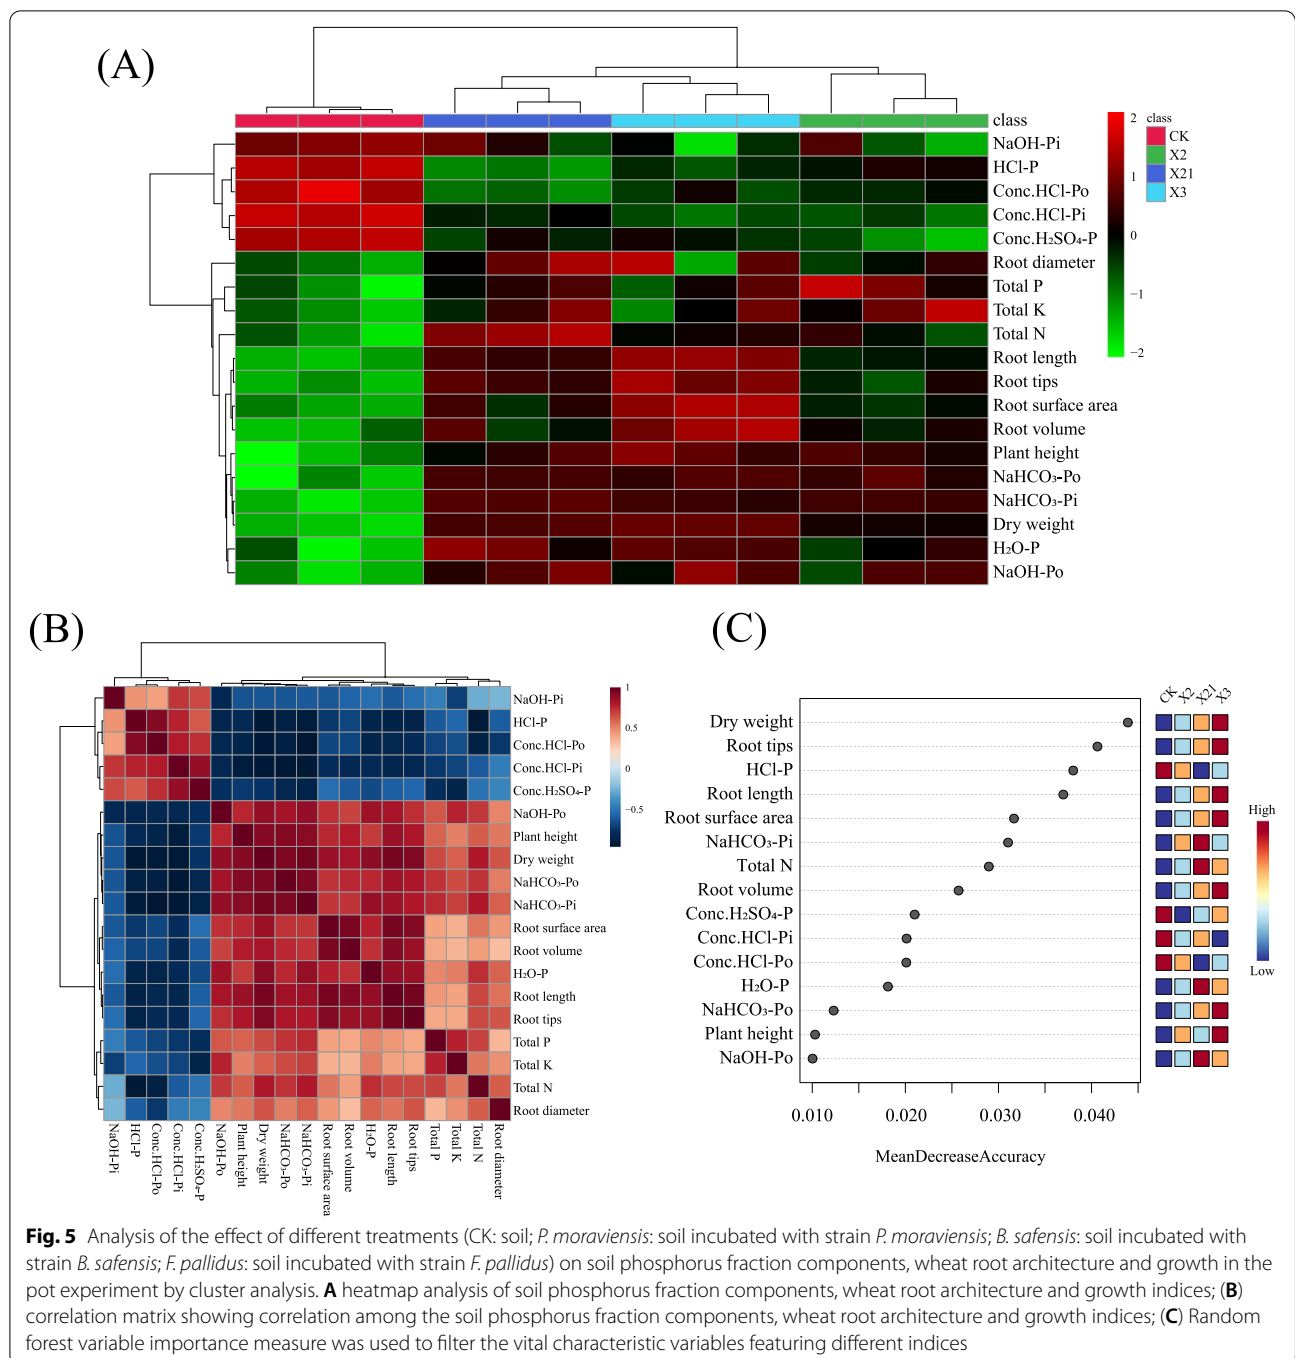 (A)
class
NaOH-Pi
HCl-P
Conc.HCl-Po
Conc.HCl-Pi
Conc.H₂SO₄-P
Root diameter
Total P
Total K
Total N
Root length
Root tips
Root surface area
Root volume
Plant height
NaHCO₃-Po
NaHCO₃-Pi
Dry weight
H₂O-P
NaOH-Po
2
1
0
−1
−2
class
CK
X2
X21
X3
(B)
NaOH-Pi
HCl-P
Conc.HCl-Po
Conc.HCl-Pi
Conc.H₂SO₄-P
NaOH-Po
Plant height
Dry weight
NaHCO₃-Po
NaHCO₃-Pi
Root surface area
Root volume
H₂O-P
Root length
Root tips
Total P
Total K
Total N
Root diameter
1
0.5
0
−0.5
NaOH-Pi
HCl-P
Conc.HCl-Po
Conc.HCl-Pi
Conc.H₂SO₄-P
NaOH-Po
Plant height
Dry weight
NaHCO₃-Po
NaHCO₃-Pi
Root surface area
Root volume
H₂O-P
Root length
Root tips
Total P
Total K
Total N
Root diameter
(C)
CK X2 X21 X3
Dry weight
Root tips
HCl-P
Root length
Root surface area
NaHCO₃-Pi
Total N
Root volume
Conc.H₂SO₄-P
Conc.HCl-Pi
Conc.HCl-Po
H₂O-P
NaHCO₃-Po
Plant height
NaOH-Po
0.010 0.020 0.030 0.040
MeanDecreaseAccuracy
High
Low
Fig. 5 Analysis of the effect of different treatments (CK: soil; P. moraviensis: soil incubated with strain P. moraviensis; B. safensis: soil incubated with
strain B. safensis; F. pallidus: soil incubated with strain F. pallidus) on soil phosphorus fraction components, wheat root architecture and growth in the
pot experiment by cluster analysis. A heatmap analysis of soil phosphorus fraction components, wheat root architecture and growth indices; (B)
correlation matrix showing correlation among the soil phosphorus fraction components, wheat root architecture and growth indices; (C) Random
forest variable importance measure was used to filter the vital characteristic variables featuring different indices